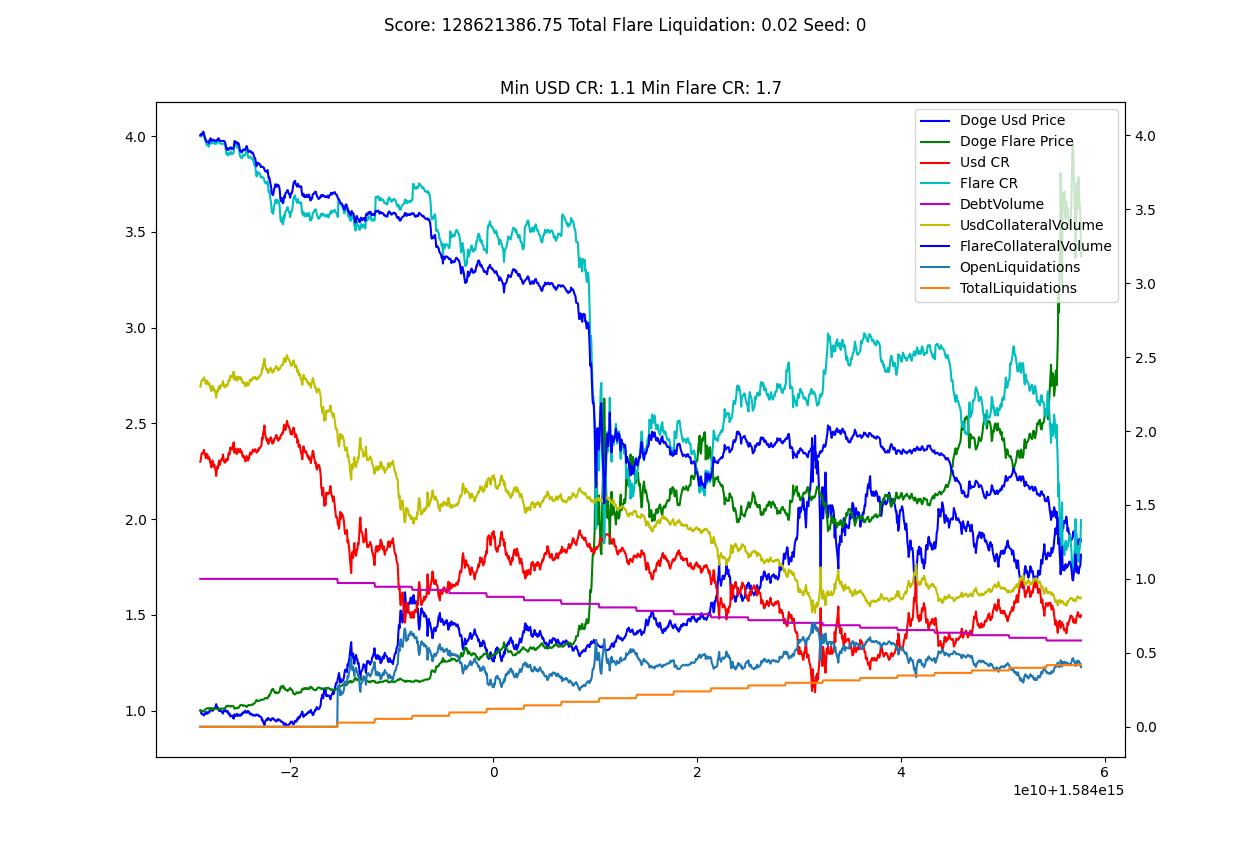 Score: 128621386.75 Total Flare Liquidation: 0.02 Seed: 0
Min USD CR: 1.1 Min Flare CR: 1.7
4.0
3.5
3.0
2.5
2.0
1.5
1.0
Doge Usd Price
Doge Flare Price
Usd CR
Flare CR
DebtVolume
UsdCollateralVolume
FlareCollateralVolume
OpenLiquidations
TotalLiquidations
4.0
3.5
3.0
2.5
2.0
1.5
1.0
0.5
0.0
−2
0
2
4
6
1e10+1.584e15